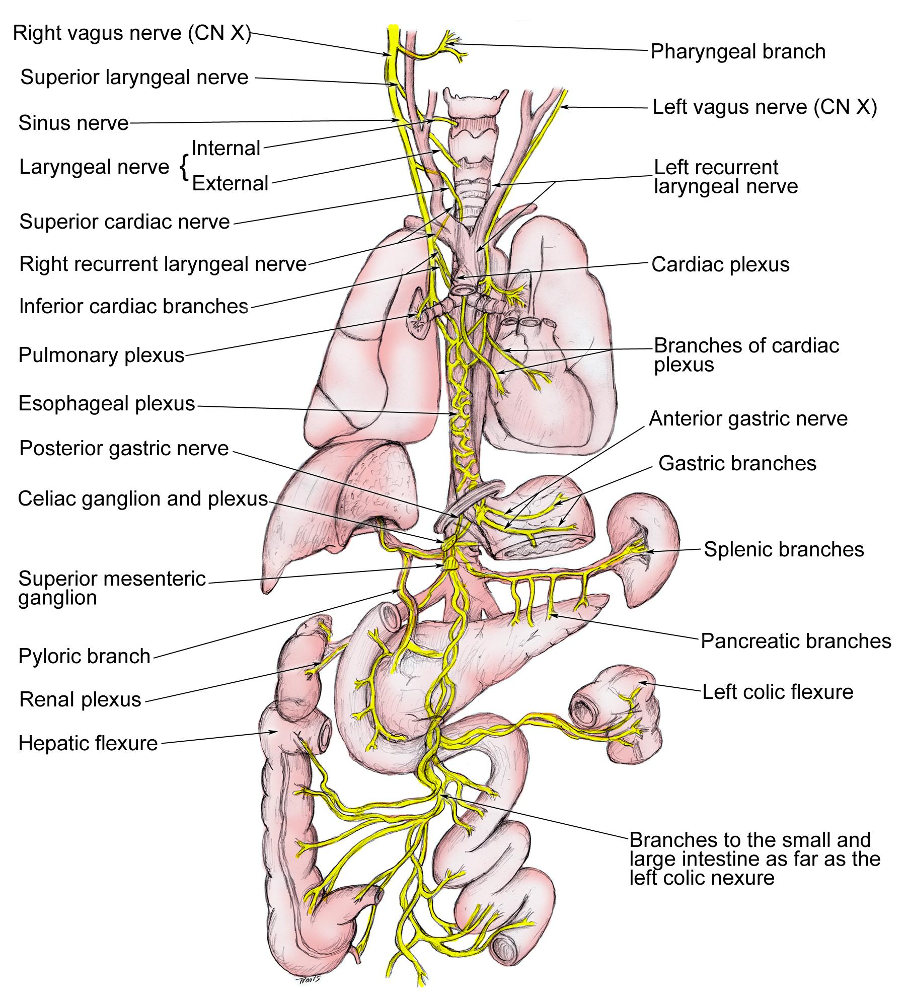 Right vagus nerve (CN X)
Superior laryngeal nerve
Sinus nerve
Laryngeal nerve {
Internal
External
Superior cardiac nerve
Right recurrent laryngeal nerve
Inferior cardiac branches
Pulmonary plexus
Esophageal plexus
Posterior gastric nerve
Celiac ganglion and plexus
Superior mesenteric
ganglion
Pyloric branch
Renal plexus
Hepatic flexure
Pharyngeal branch
Left vagus nerve (CN X)
Left recurrent
laryngeal nerve
Cardiac plexus
Branches of cardiac
plexus
Anterior gastric nerve
Gastric branches
Splenic branches
Pancreatic branches
Left colic flexure
Branches to the small and
large intestine as far as the
left colic nexure
Travis